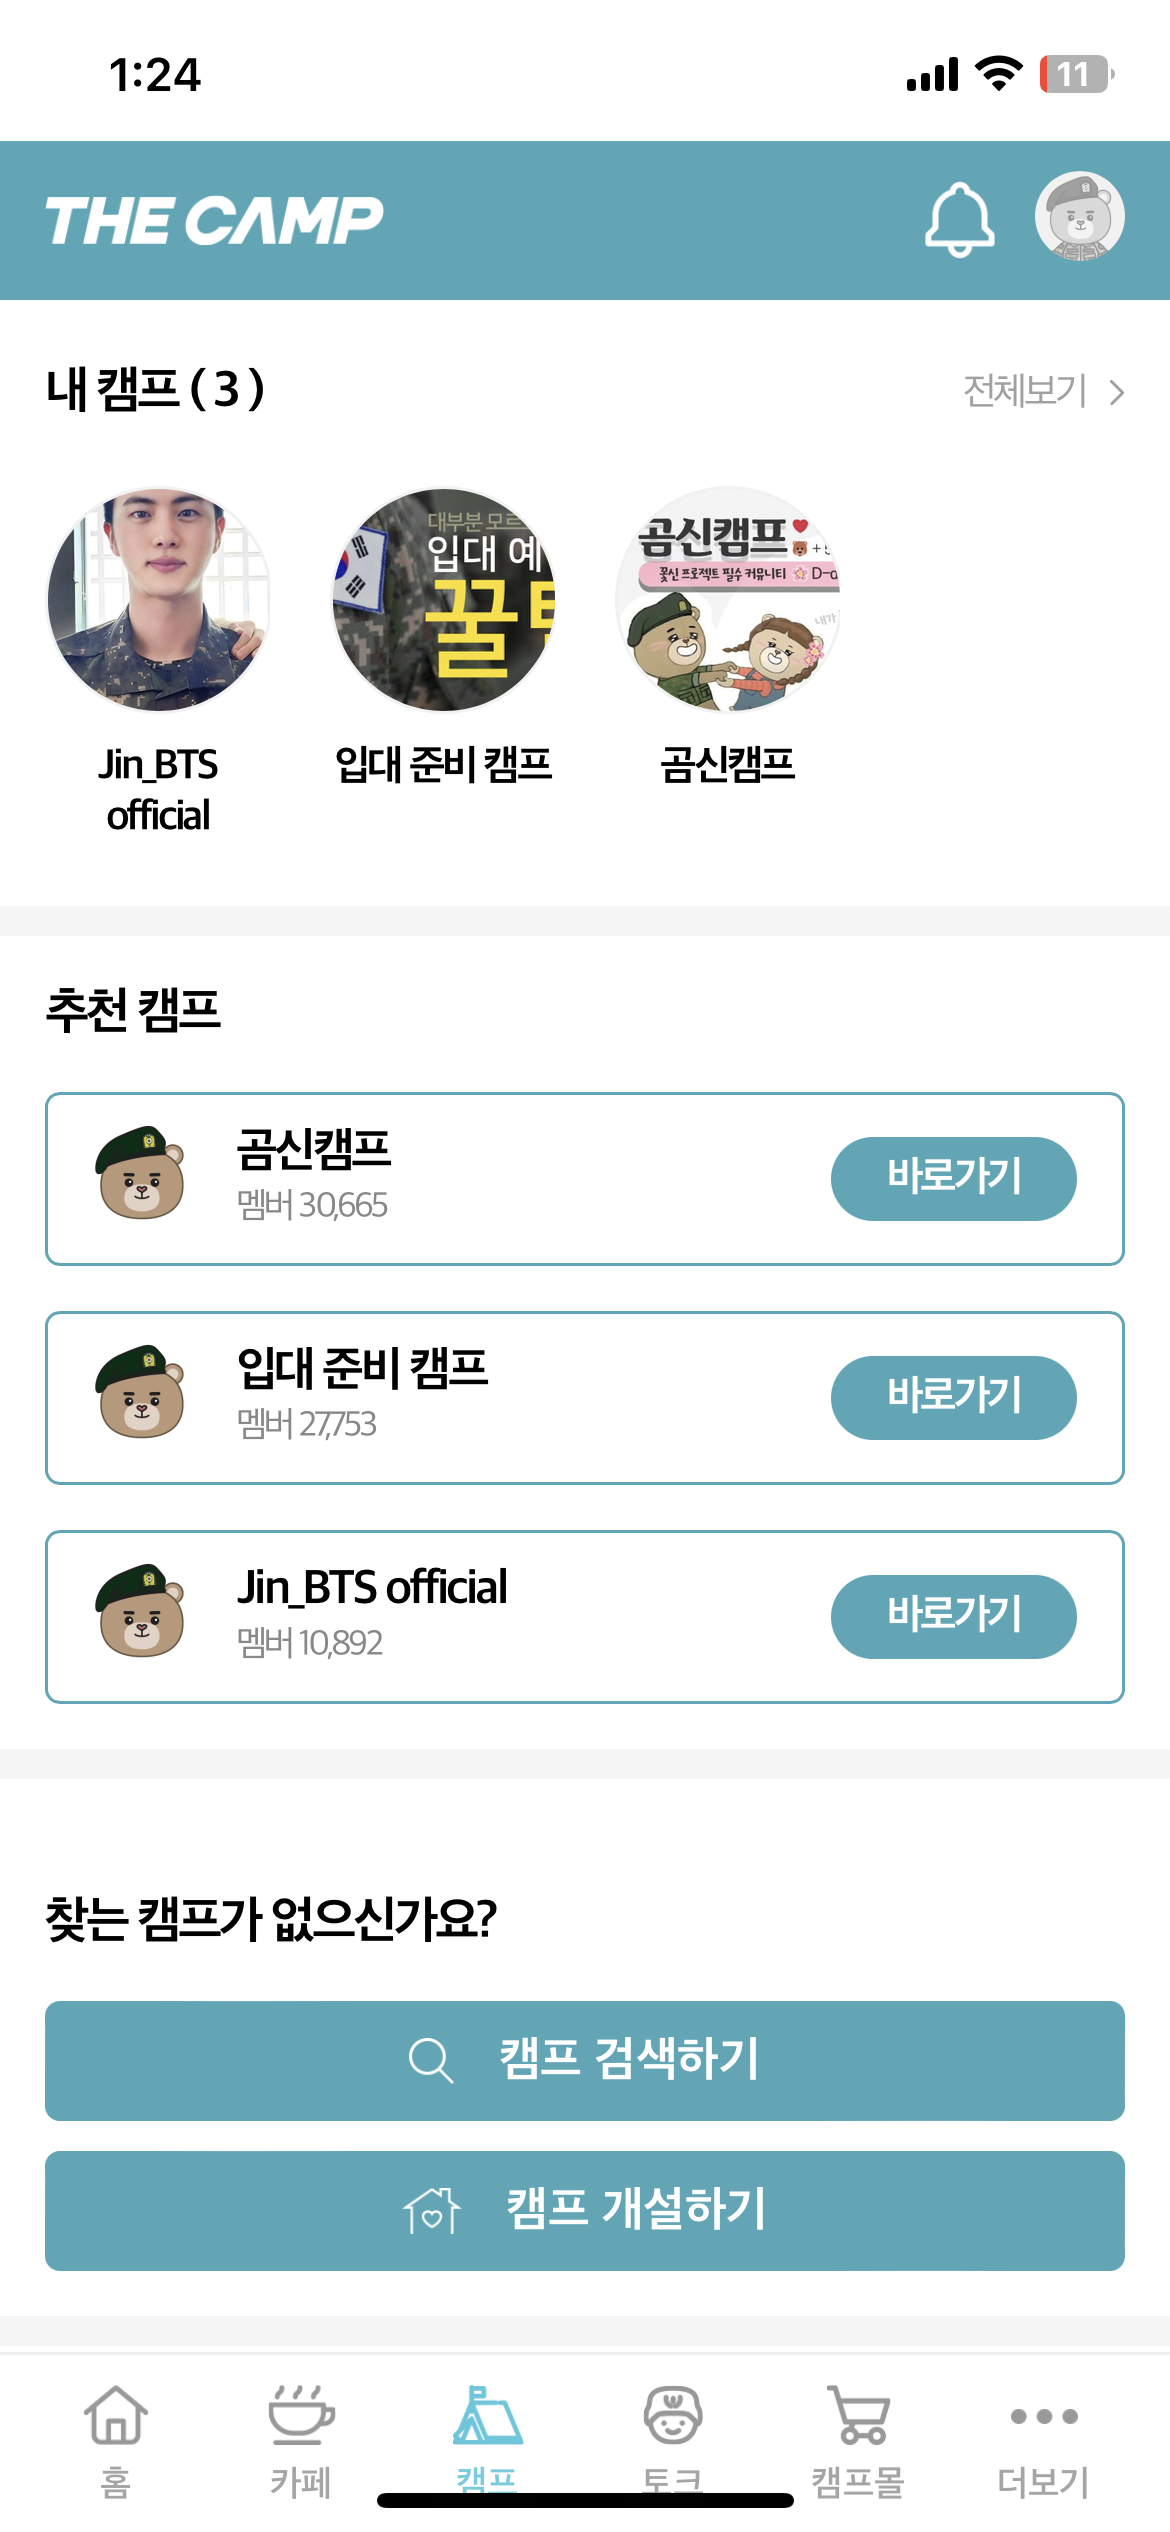 1:24
11
THE CAMP
내 캠프 ( 3 )
전체보기
대부분 모르
입대 예
꿀
곰신캠프
꽃신 프로젝트 필수 커뮤니티
내가
Jin_BTS
official
입대 준비 캠프
곰신캠프
추천 캠프
곰신캠프
멤버 30,665
바로가기
입대 준비 캠프
멤버 27,753
바로가기
Jin_BTS official
멤버 10,892
바로가기
찾는 캠프가 없으신가요?
캠프 검색하기
캠프 개설하기
홈
카페
캠프
토크
캠프몰
더보기